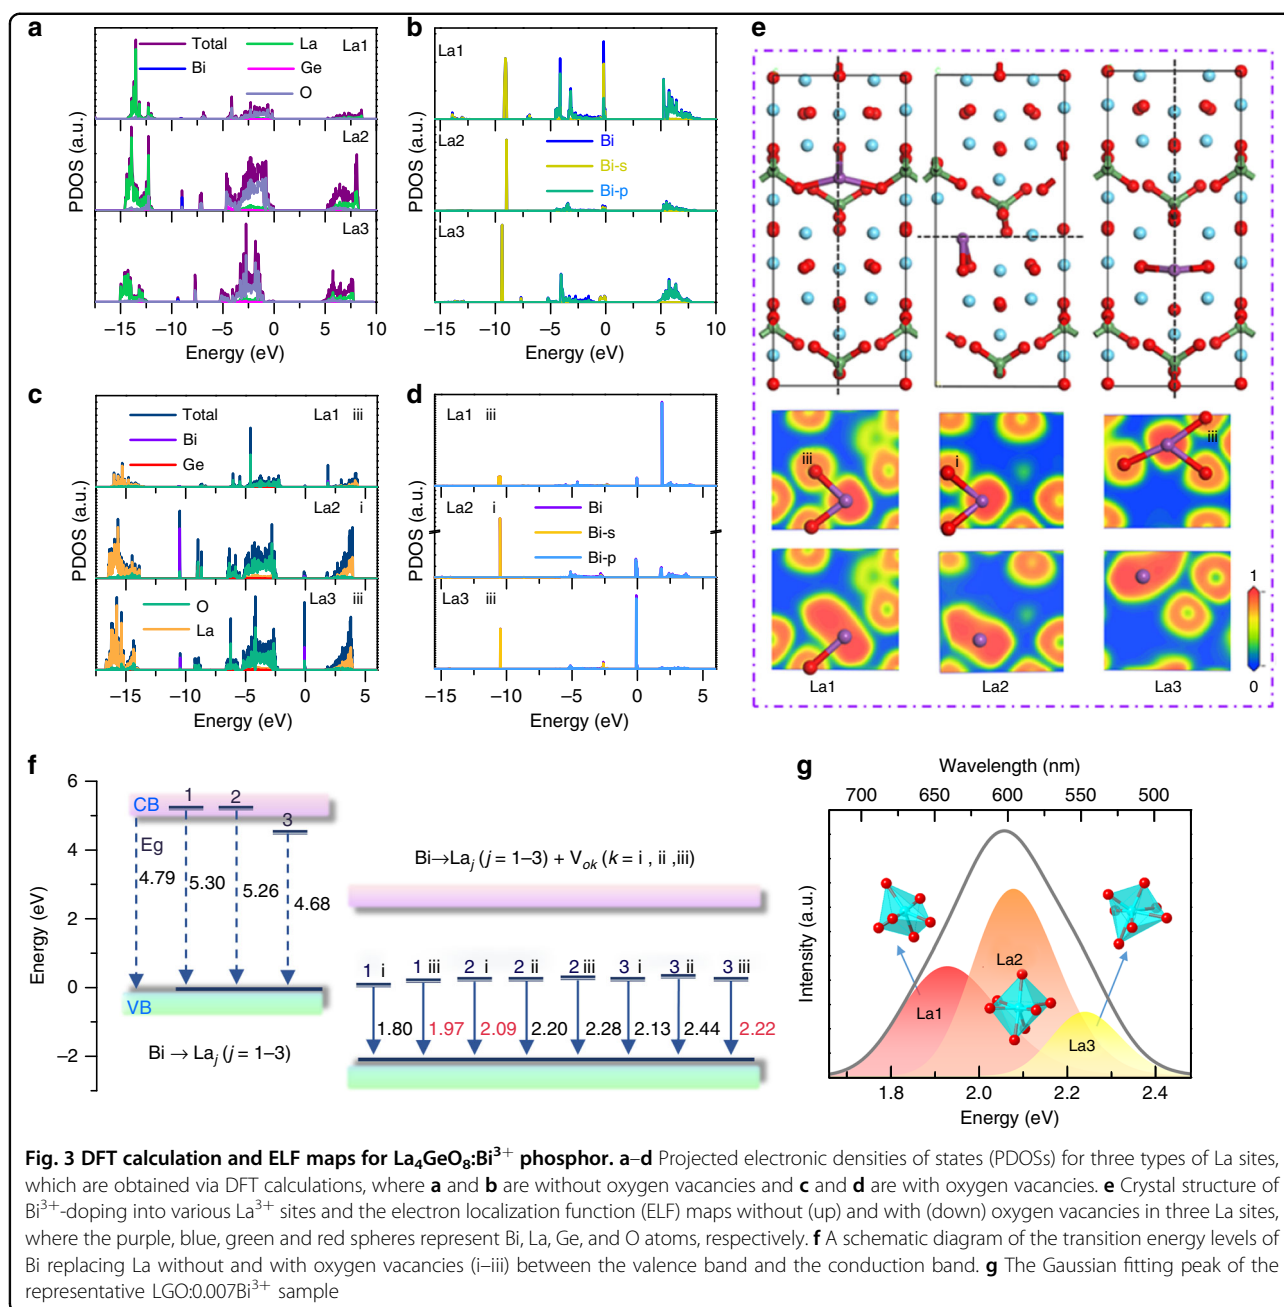 a
Total
La
La1
Bi
Ge
O
La2
La3
PDOS (a.u.)
−15 −10 −5 0 5 10
Energy (eV)
b
La1
La2
Bi
Bi-s
Bi-p
La3
PDOS (a.u.)
−15 −10 −5 0 5 10
Energy (eV)
c
Total
La1 iii
Bi
Ge
La2 i
O
La3 iii
La
PDOS (a.u.)
−15 −10 −5 0 5
Energy (eV)
d
La1 iii
La2 i
Bi
Bi-s
Bi-p
La3 iii
PDOS (a.u.)
−15 −10 −5 0 5
Energy (eV)
e
iii
i
iii
La1
La2
La3
1
0
f
Energy (eV)
6
4
2
0
−2
CB
1
2
3
Eg
4.79
5.30
5.26
4.68
VB
Bi → Laj (j = 1–3)
Bi→Laj (j = 1–3) + Vok (k = i , ii ,iii)
1 i
1 iii
2 i
2 ii
2 iii
3 i
3 ii
3 iii
1.80
1.97
2.09
2.20
2.28
2.13
2.44
2.22
g
Wavelength (nm)
700 650 600 550 500
Intensity (a.u.)
La1
La2
La3
1.8 2.0 2.2 2.4
Energy (eV)
Fig. 3 DFT calculation and ELF maps for La₄GeO₈:Bi³⁺ phosphor. a–d Projected electronic densities of states (PDOSs) for three types of La sites,
which are obtained via DFT calculations, where a and b are without oxygen vacancies and c and d are with oxygen vacancies. e Crystal structure of
Bi³⁺-doping into various La³⁺ sites and the electron localization function (ELF) maps without (up) and with (down) oxygen vacancies in three La sites,
where the purple, blue, green and red spheres represent Bi, La, Ge, and O atoms, respectively. f A schematic diagram of the transition energy levels of
Bi replacing La without and with oxygen vacancies (i–iii) between the valence band and the conduction band. g The Gaussian fitting peak of the
representative LGO:0.007Bi³⁺ sample